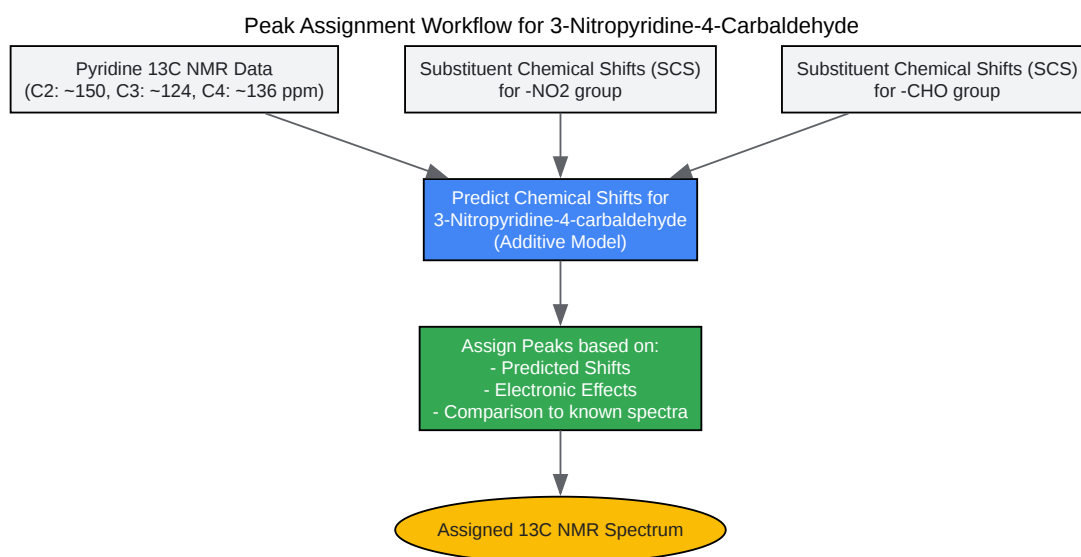 Peak Assignment Workflow for 3-Nitropyridine-4-Carbaldehyde
Pyridine 13C NMR Data
(C2: ~150, C3: ~124, C4: ~136 ppm)
Substituent Chemical Shifts (SCS)
for -NO2 group
Substituent Chemical Shifts (SCS)
for -CHO group
Predict Chemical Shifts for
3-Nitropyridine-4-carbaldehyde
(Additive Model)
Assign Peaks based on:
- Predicted Shifts
- Electronic Effects
- Comparison to known spectra
Assigned 13C NMR Spectrum